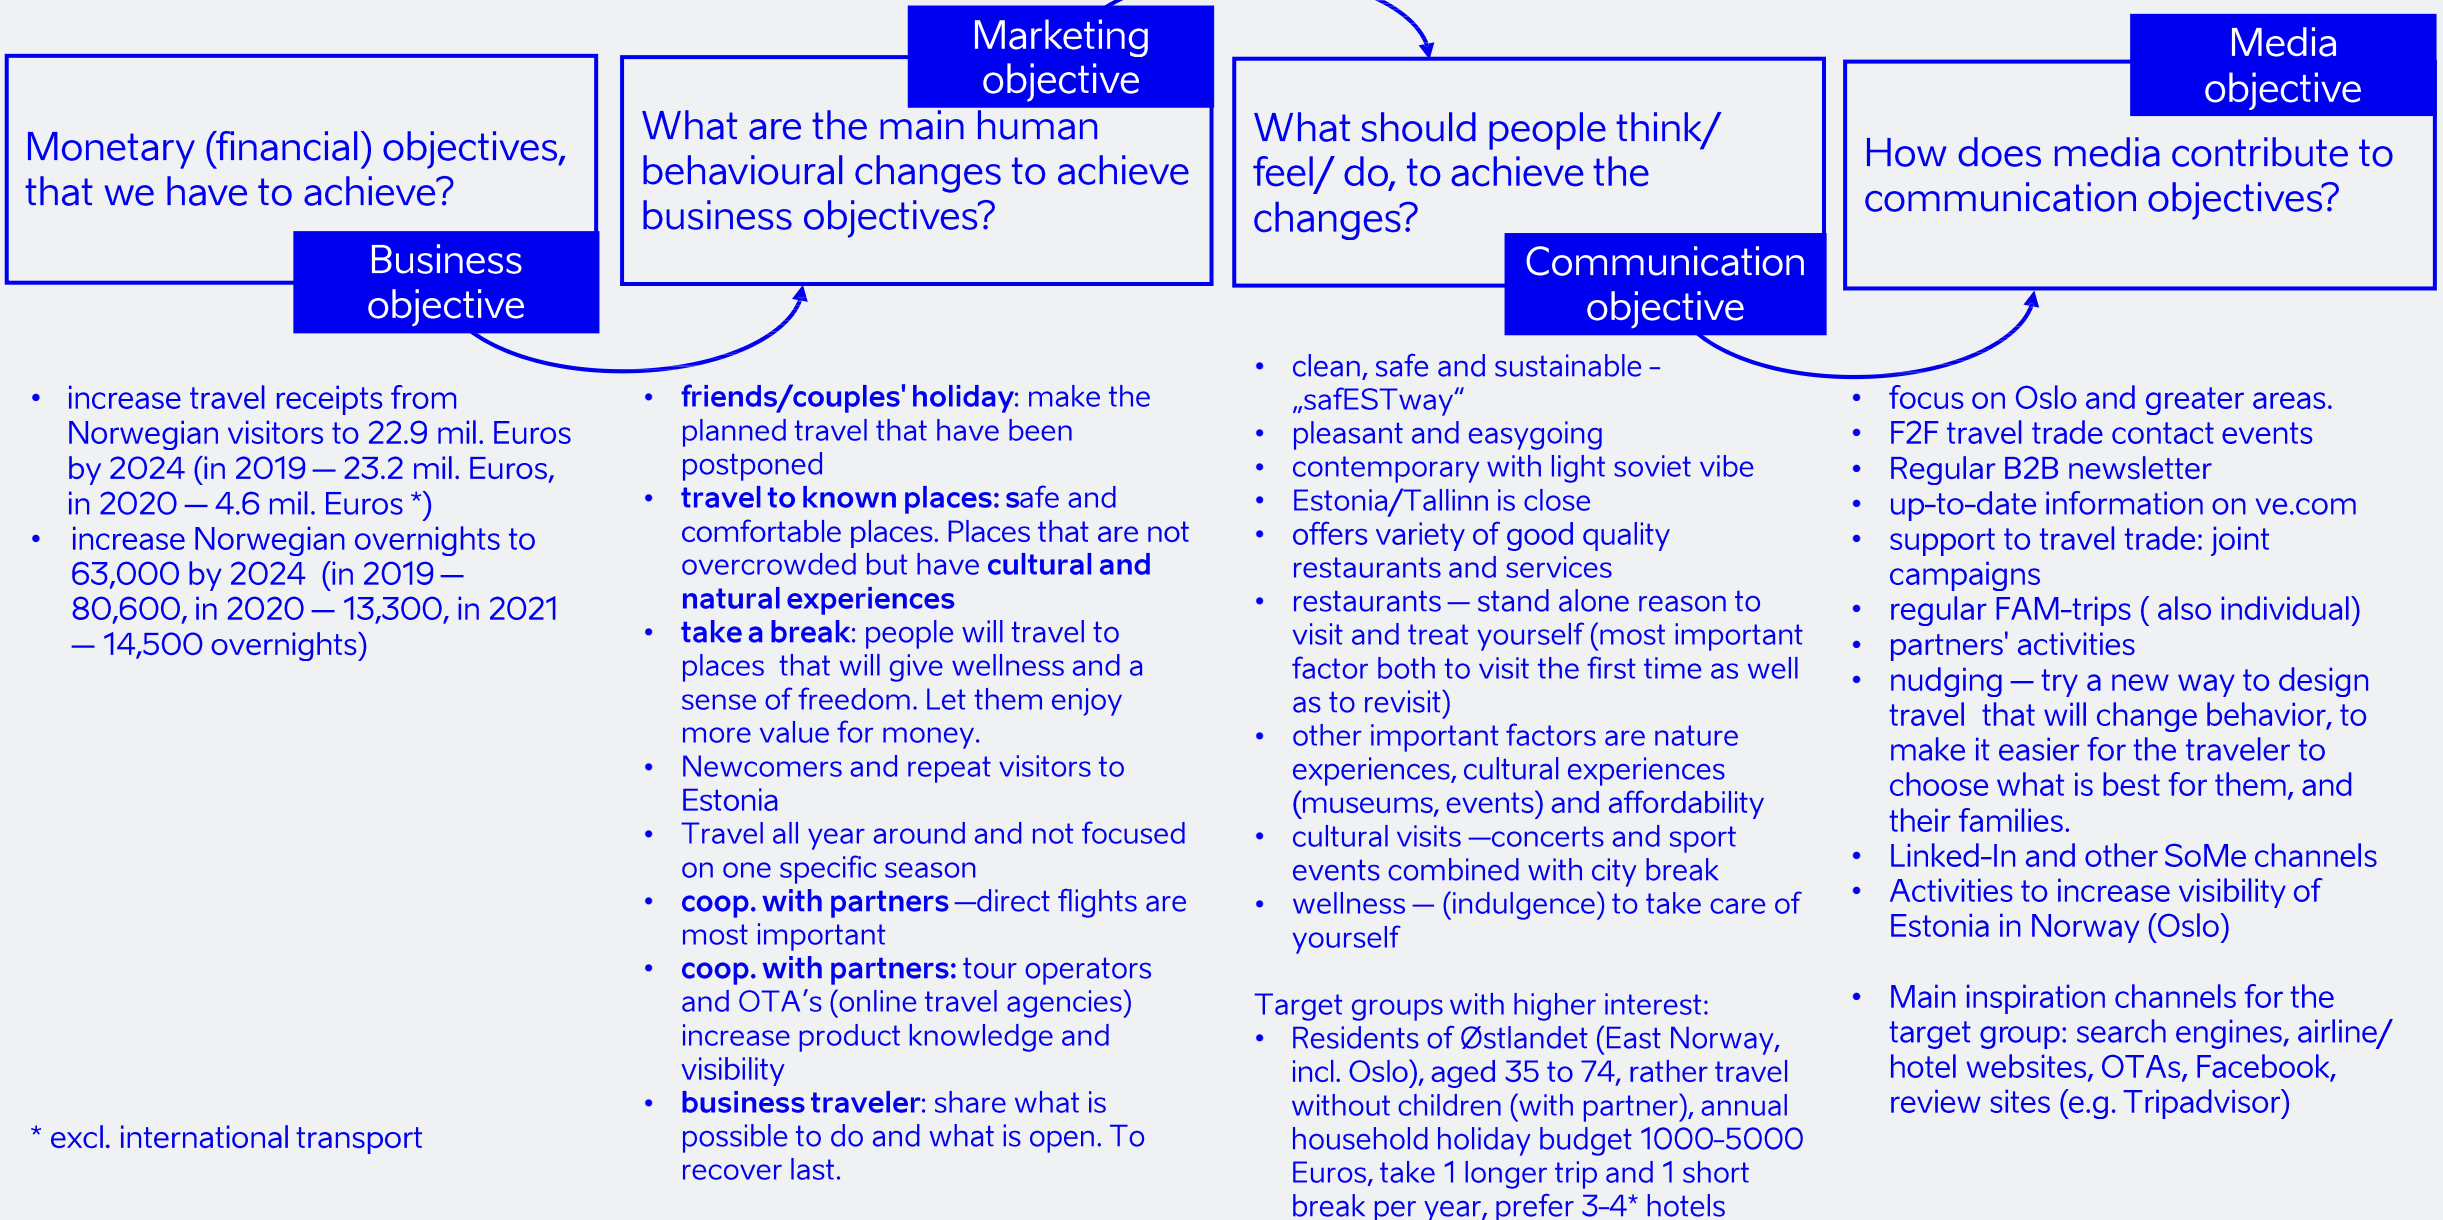 Monetary (financial) objectives,
that we have to achieve?
Business
objective
• increase travel receipts from
Norwegian visitors to 22.9 mil. Euros
by 2024 (in 2019 — 23.2 mil. Euros,
in 2020 — 4.6 mil. Euros *)
• increase Norwegian overnights to
63,000 by 2024  (in 2019 —
80,600, in 2020 — 13,300, in 2021
— 14,500 overnights)
* excl. international transport
Marketing
objective
What are the main human
behavioural changes to achieve
business objectives?
• friends/couples' holiday: make the
planned travel that have been
postponed
• travel to known places: safe and
comfortable places. Places that are not
overcrowded but have cultural and
natural experiences
• take a break: people will travel to
places  that will give wellness and a
sense of freedom. Let them enjoy
more value for money.
• Newcomers and repeat visitors to
Estonia
• Travel all year around and not focused
on one specific season
• coop. with partners —direct flights are
most important
• coop. with partners: tour operators
and OTA’s (online travel agencies)
increase product knowledge and
visibility
• business traveler: share what is
possible to do and what is open. To
recover last.
What should people think/
feel/ do, to achieve the
changes?
Communication
objective
• clean, safe and sustainable -
„safESTway“
• pleasant and easygoing
• contemporary with light soviet vibe
• Estonia/Tallinn is close
• offers variety of good quality
restaurants and services
• restaurants — stand alone reason to
visit and treat yourself (most important
factor both to visit the first time as well
as to revisit)
• other important factors are nature
experiences, cultural experiences
(museums, events) and affordability
• cultural visits —concerts and sport
events combined with city break
• wellness — (indulgence) to take care of
yourself
Target groups with higher interest:
• Residents of Østlandet (East Norway,
incl. Oslo), aged 35 to 74, rather travel
without children (with partner), annual
household holiday budget 1000-5000
Euros, take 1 longer trip and 1 short
break per year, prefer 3-4* hotels
Media
objective
How does media contribute to
communication objectives?
• focus on Oslo and greater areas.
• F2F travel trade contact events
• Regular B2B newsletter
• up-to-date information on ve.com
• support to travel trade: joint
campaigns
• regular FAM-trips ( also individual)
• partners' activities
• nudging — try a new way to design
travel  that will change behavior, to
make it easier for the traveler to
choose what is best for them, and
their families.
• Linked-In and other SoMe channels
• Activities to increase visibility of
Estonia in Norway (Oslo)
• Main inspiration channels for the
target group: search engines, airline/
hotel websites, OTAs, Facebook,
review sites (e.g. Tripadvisor)